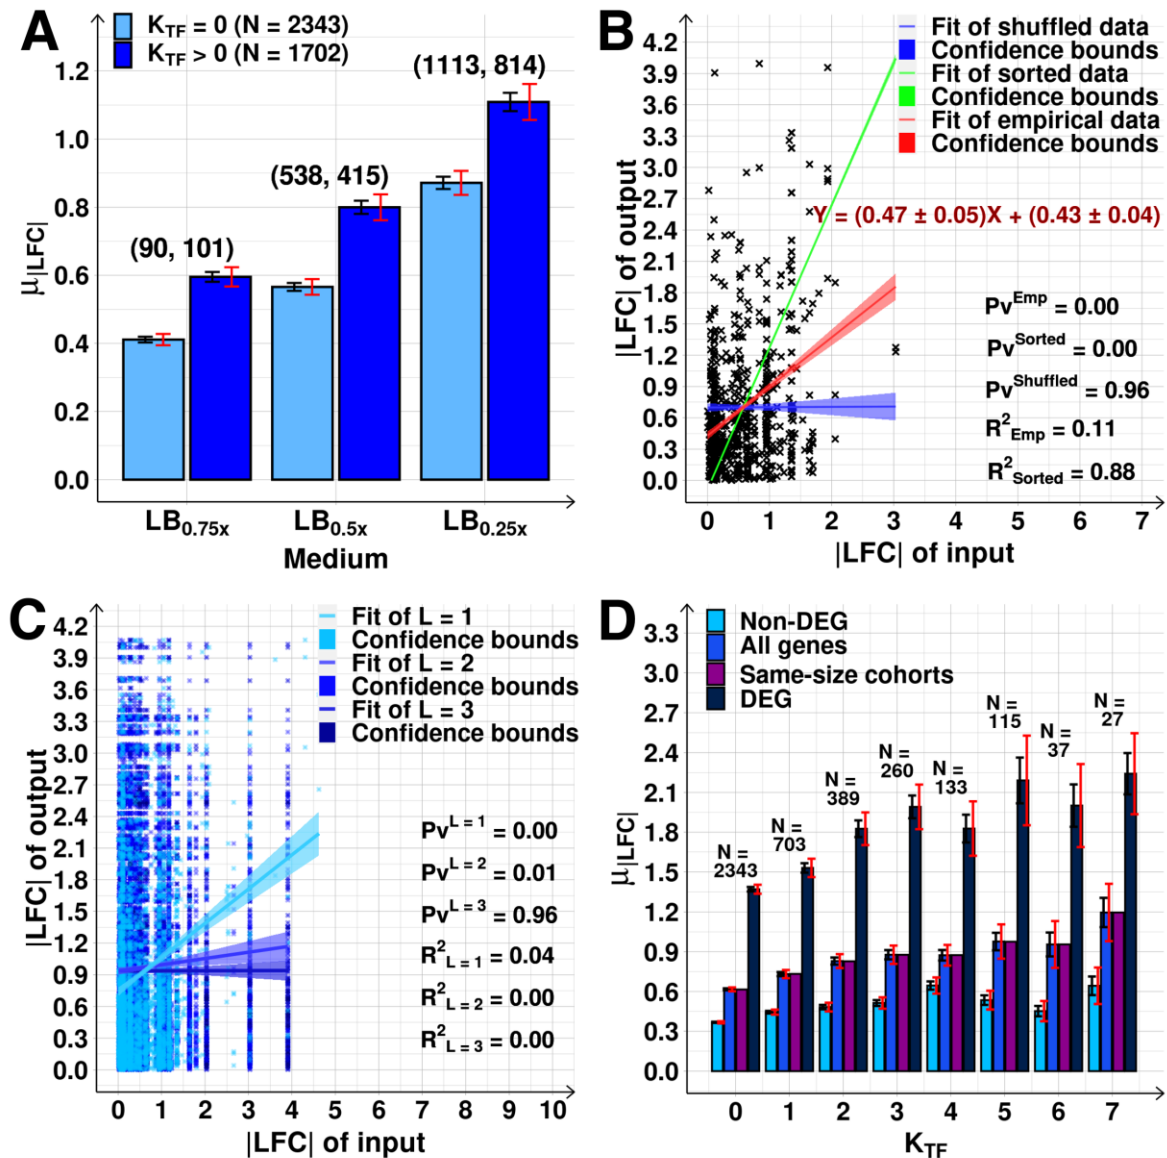 A
K_TF = 0 (N = 2343)
K_TF > 0 (N = 1702)
(1113, 814)
(538, 415)
(90, 101)
1.2
1.0
0.8
0.6
0.4
0.2
0.0
μ|LFC|
LB0.75x LB0.5x LB0.25x
Medium
B
Fit of shuffled data
Confidence bounds
Fit of sorted data
Confidence bounds
Fit of empirical data
Confidence bounds
Y = (0.47 ± 0.05)X + (0.43 ± 0.04)
Pv^Emp = 0.00
Pv^Sorted = 0.00
Pv^Shuffled = 0.96
R²_Emp = 0.11
R²_Sorted = 0.88
4.2
3.9
3.6
3.3
3.0
2.7
2.4
2.1
1.8
1.5
1.2
0.9
0.6
0.3
0.0
|LFC| of output
0 1 2 3 4 5 6 7
|LFC| of input
C
Fit of L = 1
Confidence bounds
Fit of L = 2
Confidence bounds
Fit of L = 3
Confidence bounds
Pv^L = 1 = 0.00
Pv^L = 2 = 0.01
Pv^L = 3 = 0.96
R²_L = 1 = 0.04
R²_L = 2 = 0.00
R²_L = 3 = 0.00
4.2
3.9
3.6
3.3
3.0
2.7
2.4
2.1
1.8
1.5
1.2
0.9
0.6
0.3
0.0
|LFC| of output
0 1 2 3 4 5 6 7 8 9 10
|LFC| of input
D
Non-DEG
All genes
Same-size cohorts
DEG
N =
2343
N =
703
N =
389
N =
260
N =
133
N =
115
N =
37
N =
27
3.3
3.0
2.7
2.4
2.1
1.8
1.5
1.2
0.9
0.6
0.3
0.0
μ|LFC|
0 1 2 3 4 5 6 7
K_TF